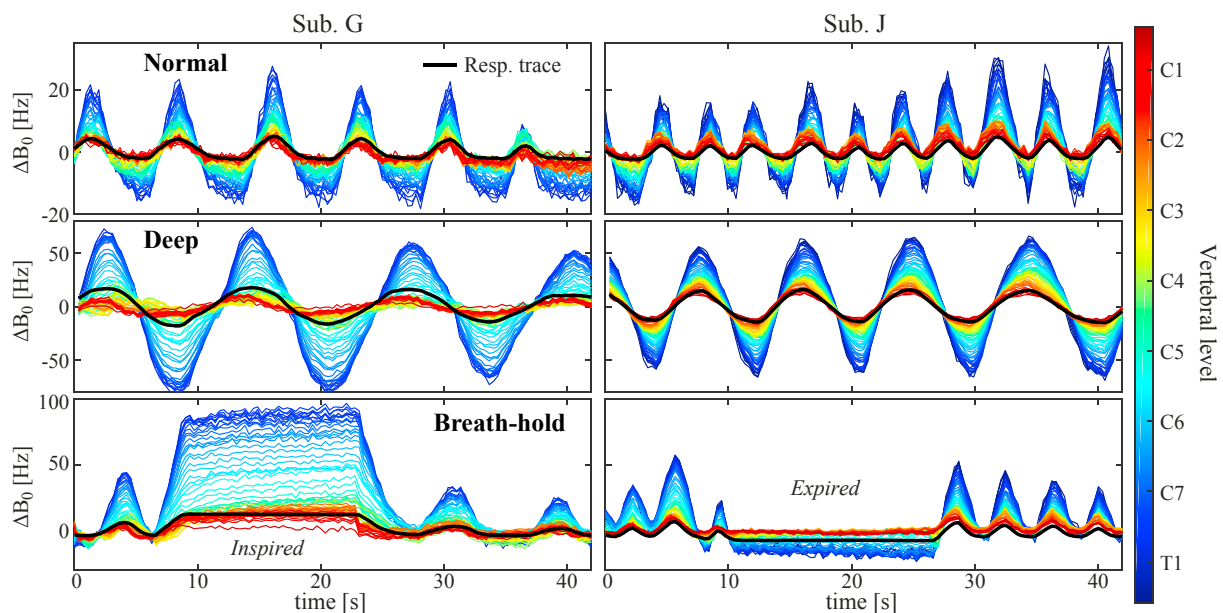 Sub. G
Sub. J
Normal
Resp. trace
ΔB0 [Hz]
20
0
-20
Deep
ΔB0 [Hz]
50
0
-50
Breath-hold
ΔB0 [Hz]
100
50
0
Inspired
Expired
0 10 20 30 40
time [s]
0 10 20 30 40
time [s]
C1
C2
C3
C4
C5
C6
C7
T1
Vertebral level